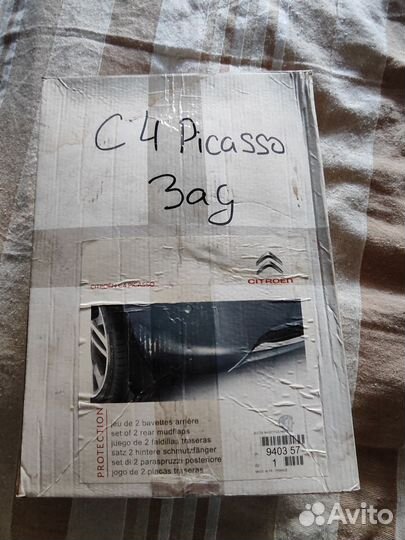 C4 Picasso
Зад
CITROËN C4 PICASSO
CITROËN
PROTECTION
jeu de 2 bavettes arrière
set of 2 rear mudflaps
juego de 2 faldillas traseras
satz 2 hintere schmutzfänger
set di 2 paraspruzzi posteriore
jogo de 2 placas traseras
9403 57
1
Avito